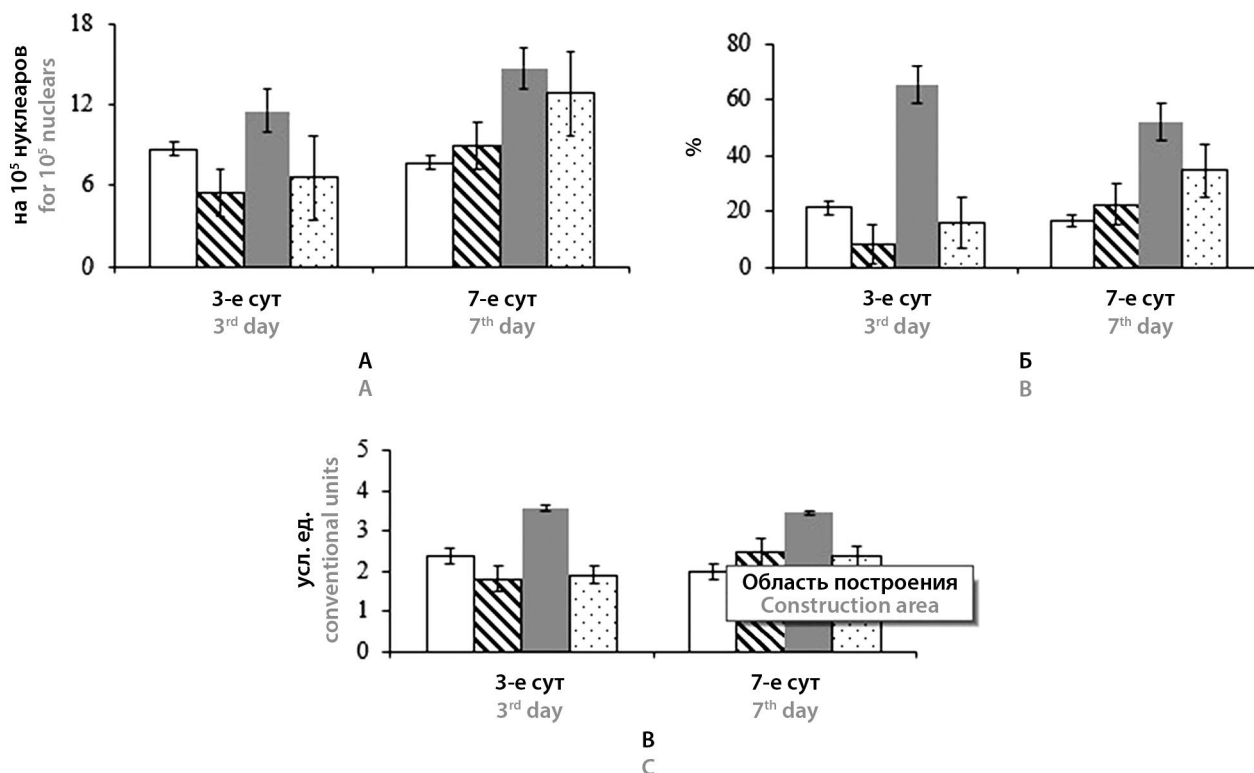 на 10⁵ нуклеаров
for 10⁵ nuclears
18
12
6
0
3-е сут
3rd day
7-е сут
7th day
А
A
%
80
60
40
20
0
3-е сут
3rd day
7-е сут
7th day
Б
B
усл. ед.
conventional units
5
4
3
2
1
0
Область построения
Construction area
3-е сут
3rd day
7-е сут
7th day
В
C